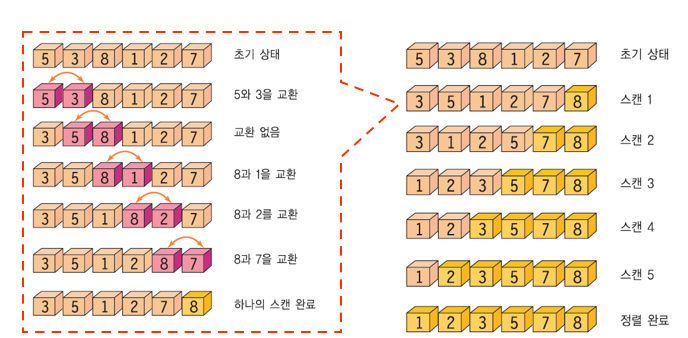 5 3 8 1 2 7 초기 상태
5 3 8 1 2 7 5와 3을 교환
3 5 8 1 2 7 교환 없음
3 5 8 1 2 7 8과 1을 교환
3 5 1 8 2 7 8과 2를 교환
3 5 1 2 8 7 8과 7을 교환
3 5 1 2 7 8 하나의 스캔 완료
5 3 8 1 2 7 초기 상태
3 5 1 2 7 8 스캔 1
3 1 2 5 7 8 스캔 2
1 2 3 5 7 8 스캔 3
1 2 3 5 7 8 스캔 4
1 2 3 5 7 8 스캔 5
1 2 3 5 7 8 정렬 완료